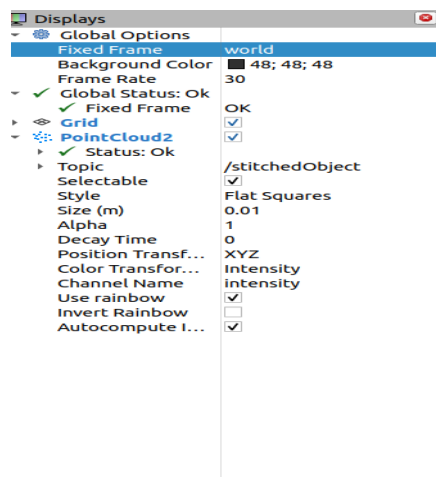 Displays
Global Options
Fixed Frame world
Background Color 48; 48; 48
Frame Rate 30
Global Status: Ok
Fixed Frame OK
Grid
PointCloud2
Status: Ok
Topic /stitchedObject
Selectable
Style Flat Squares
Size (m) 0.01
Alpha 1
Decay Time 0
Position Transf... XYZ
Color Transfor... Intensity
Channel Name intensity
Use rainbow
Invert Rainbow
Autocompute I...